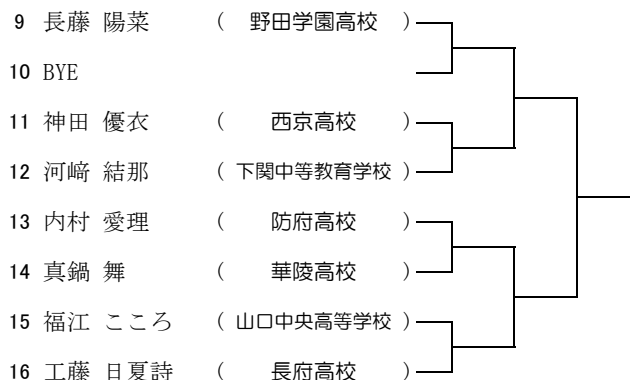 9 長藤 陽菜 ( 野田学園高校 )
10 BYE
11 神田 優衣 ( 西京高校 )
12 河﨑 結那 ( 下関中等教育学校 )
13 内村 愛理 ( 防府高校 )
14 真鍋 舞 ( 華陵高校 )
15 福江 こころ ( 山口中央高等学校 )
16 工藤 日夏詩 ( 長府高校 )